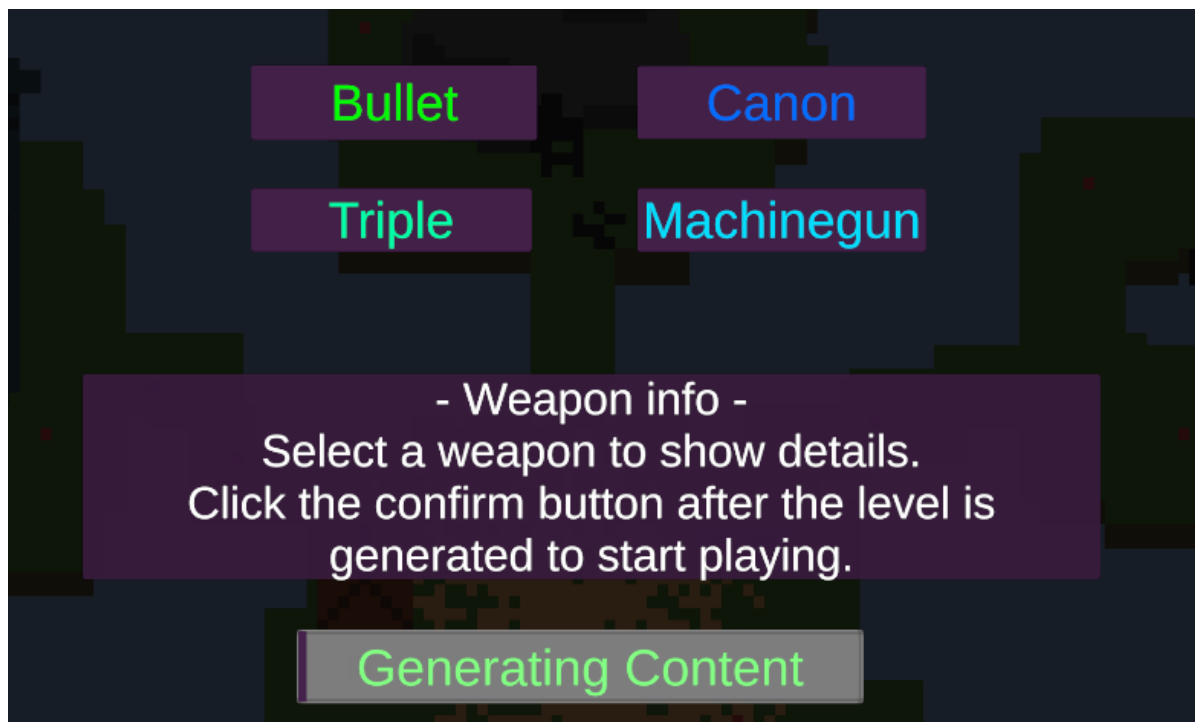 Bullet
Canon
Triple
Machinegun
- Weapon info -
Select a weapon to show details.
Click the confirm button after the level is
generated to start playing.
Generating Content